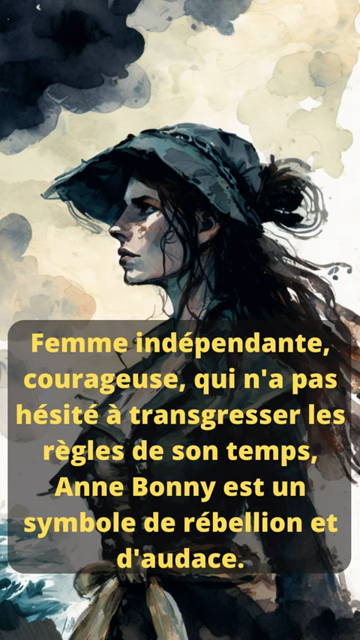 Femme indépendante,
courageuse, qui n'a pas
hésité à transgresser les
règles de son temps,
Anne Bonny est un
symbole de rébellion et
d'audace.